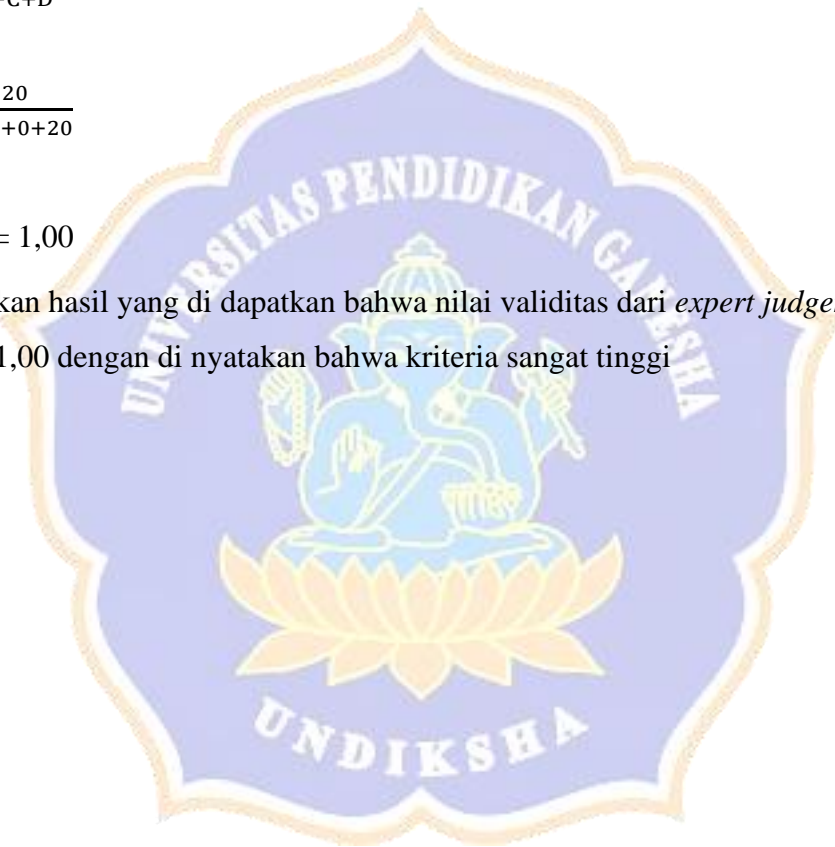 +C+D
20
+0+20
= 1,00
kan hasil yang di dapatkan bahwa nilai validitas dari expert judges
1,00 dengan di nyatakan bahwa kriteria sangat tinggi
UNIVERSITAS PENDIDIKAN GANESHA
UNDIKSHA